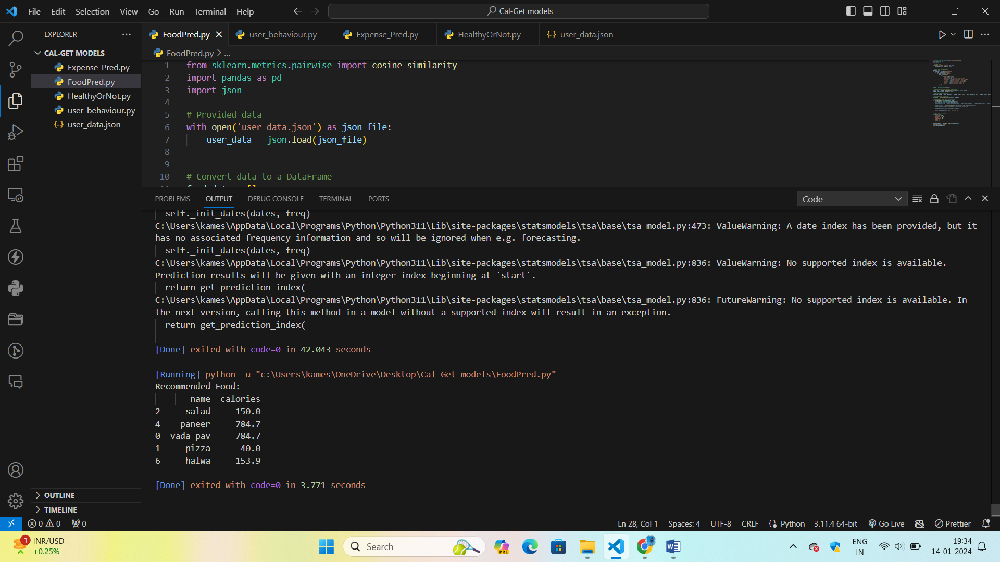 File Edit Selection View Go Run Terminal Help
Cal-Get models
EXPLORER
CAL-GET MODELS
Expense_Pred.py
FoodPred.py
HealthyOrNot.py
user_behaviour.py
user_data.json
OUTLINE
TIMELINE
FoodPred.py user_behaviour.py Expense_Pred.py HealthyOrNot.py user_data.json
FoodPred.py > ...
1 from sklearn.metrics.pairwise import cosine_similarity
2 import pandas as pd
3 import json
4
5 # Provided data
6 with open('user_data.json') as json_file:
7     user_data = json.load(json_file)
8
9
10 # Convert data to a DataFrame
PROBLEMS OUTPUT DEBUG CONSOLE TERMINAL PORTS
Code
self._init_dates(dates, freq)
C:\Users\kames\AppData\Local\Programs\Python\Python311\Lib\site-packages\statsmodels\tsa\base\tsa_model.py:473: ValueWarning: A date index has been provided, but it
has no associated frequency information and so will be ignored when e.g. forecasting.
self._init_dates(dates, freq)
C:\Users\kames\AppData\Local\Programs\Python\Python311\Lib\site-packages\statsmodels\tsa\base\tsa_model.py:836: ValueWarning: No supported index is available.
Prediction results will be given with an integer index beginning at `start`.
return get_prediction_index(
C:\Users\kames\AppData\Local\Programs\Python\Python311\Lib\site-packages\statsmodels\tsa\base\tsa_model.py:836: FutureWarning: No supported index is available. In
the next version, calling this method in a model without a supported index will result in an exception.
return get_prediction_index(
[Done] exited with code=0 in 42.043 seconds
[Running] python -u "c:\Users\kames\OneDrive\Desktop\Cal-Get models\FoodPred.py"
Recommended Food:
name calories
2 salad 150.0
4 paneer 784.7
0 vada pav 784.7
1 pizza 40.0
6 halwa 153.9
[Done] exited with code=0 in 3.771 seconds
0 0 0
Ln 28, Col 1 Spaces: 4 UTF-8 CRLF Python 3.11.4 64-bit Go Live Prettier
1
INR/USD
+0.25%
Search
PRE
ENG
IN
19:34
14-01-2024